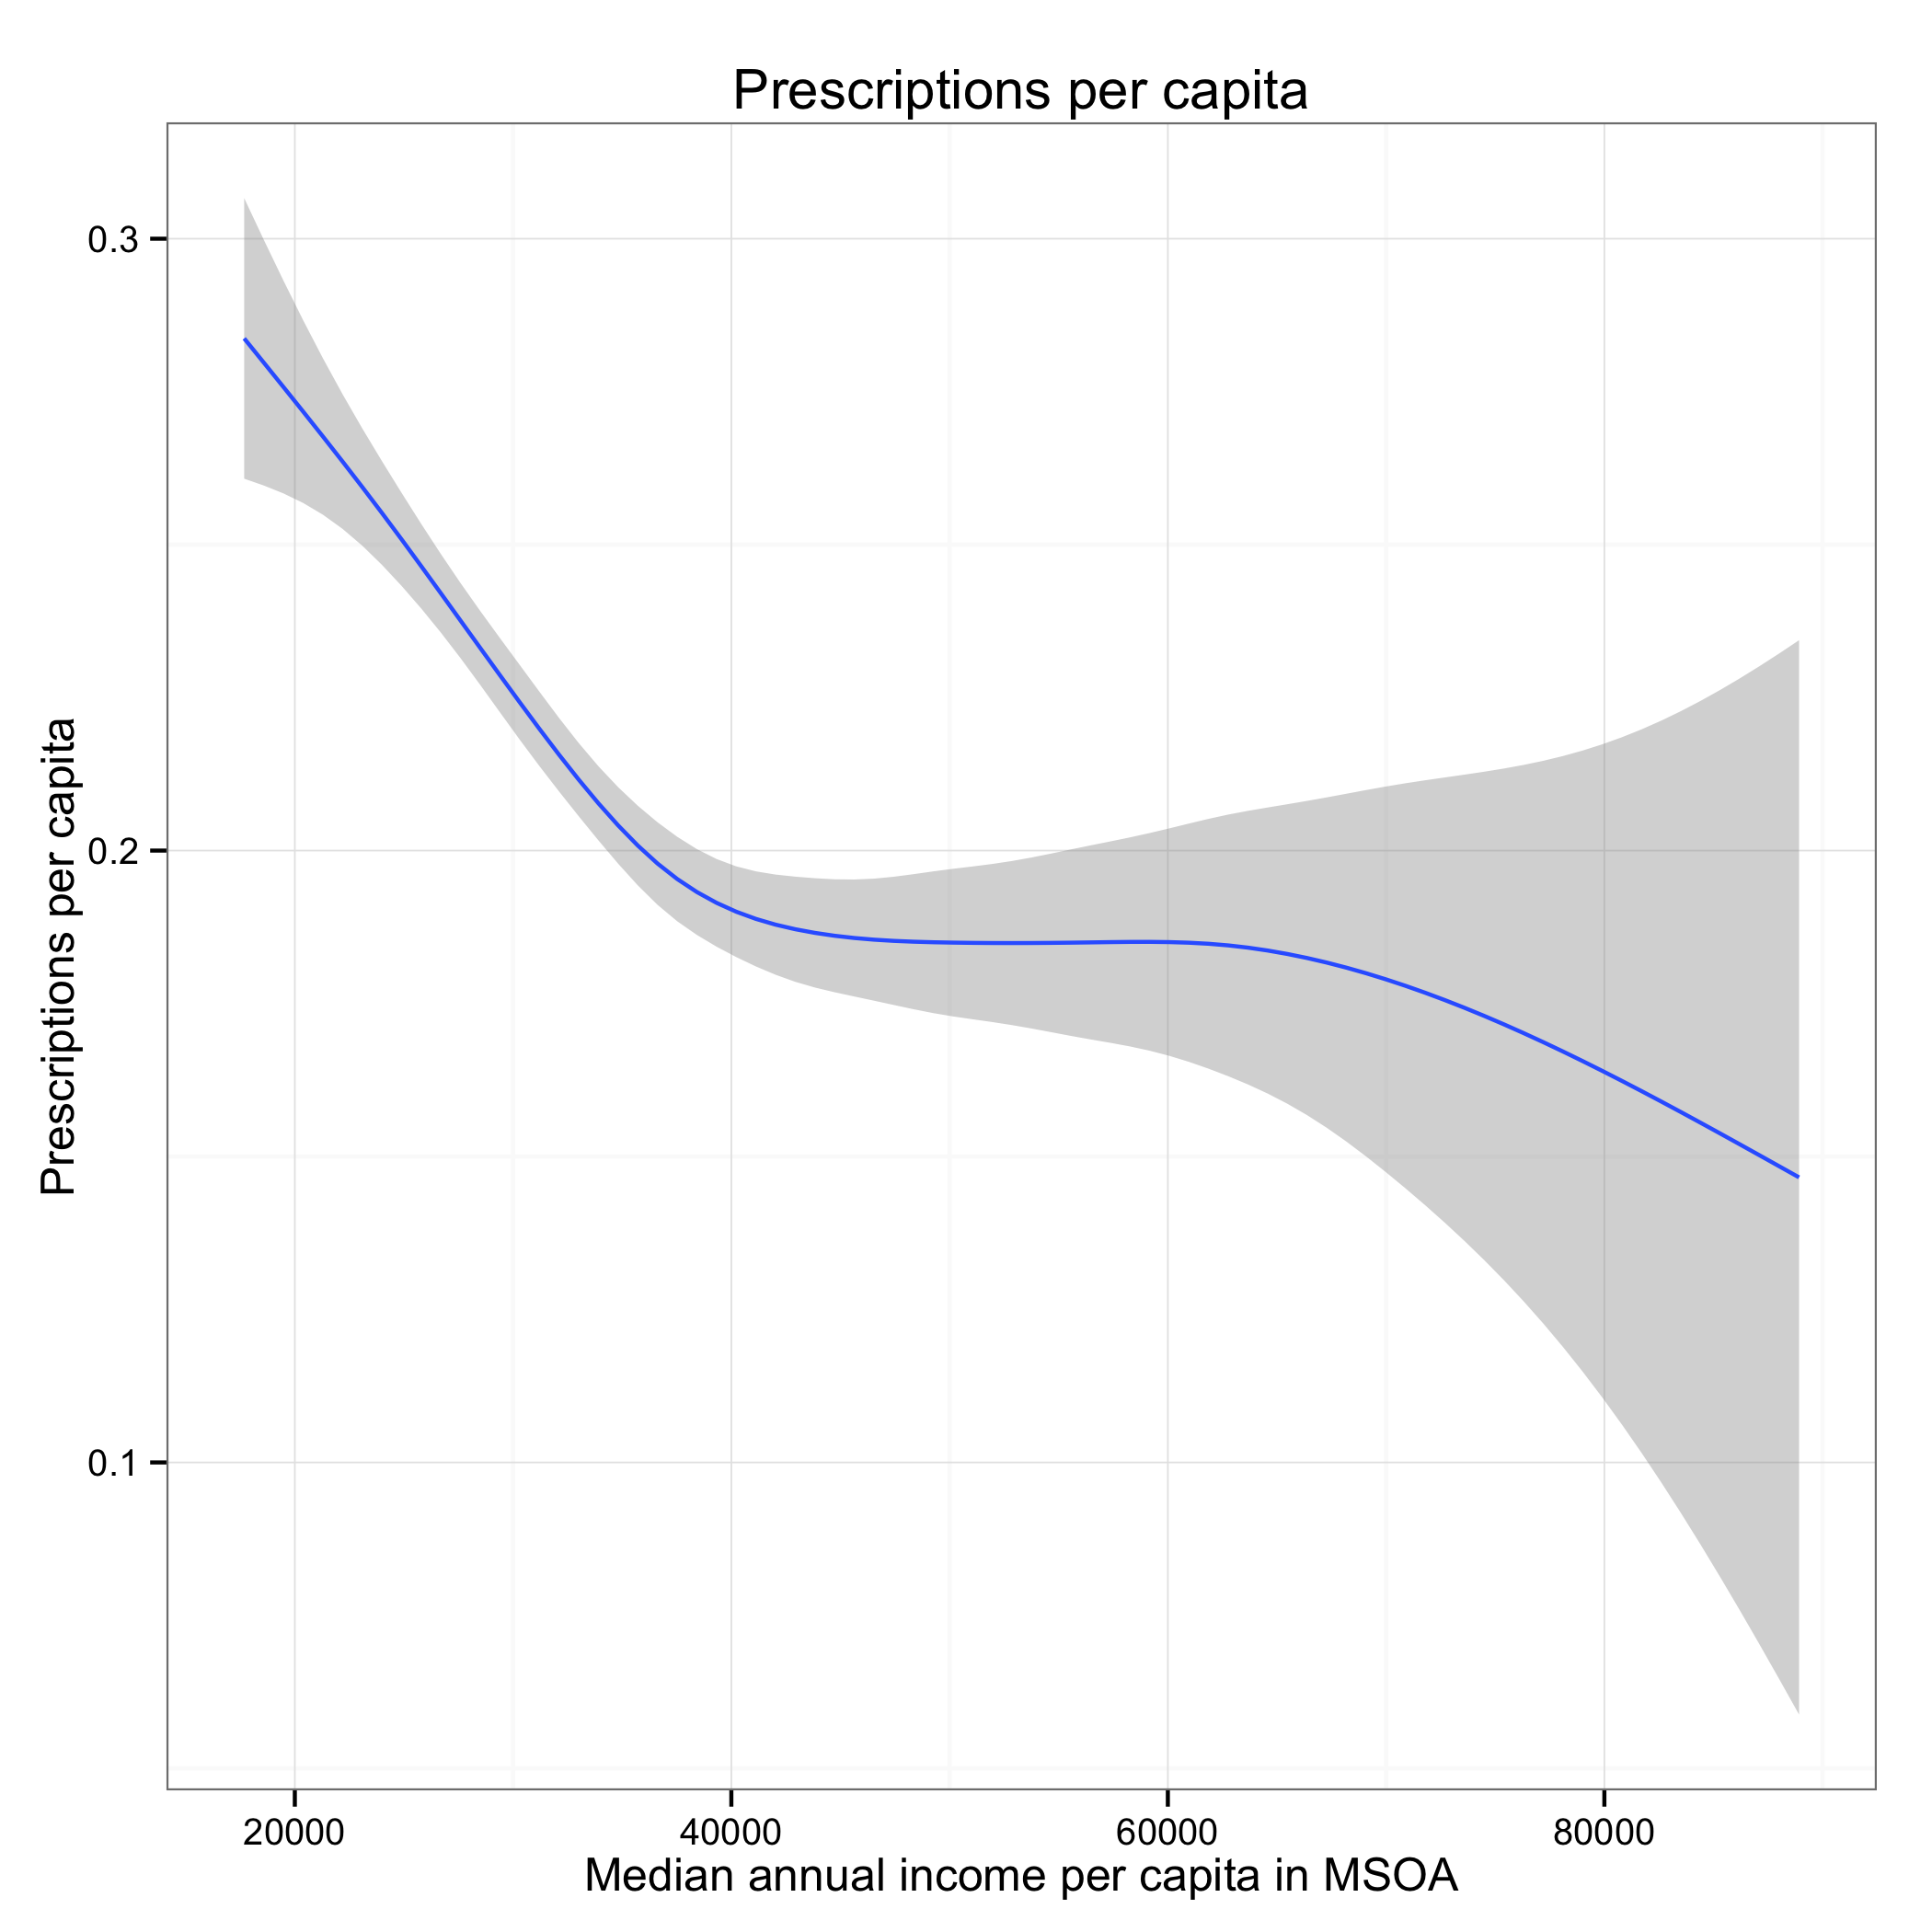 Prescriptions per capita
Prescriptions per capita
0.3
0.2
0.1
20000
40000
60000
80000
Median annual income per capita in MSOA